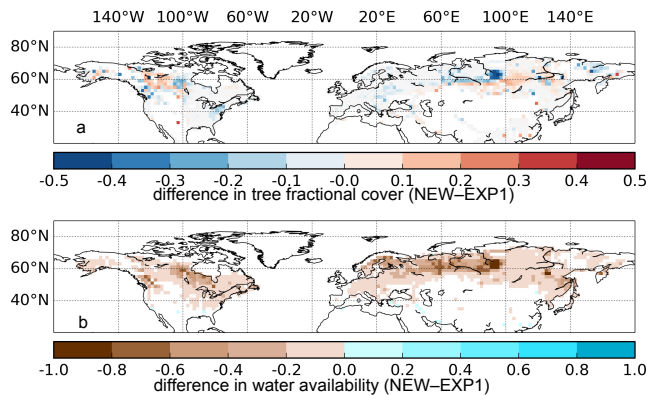 140°W 100°W 60°W 20°W 20°E 60°E 100°E 140°E
80°N
60°N
40°N
a
-0.5 -0.4 -0.3 -0.2 -0.1 -0.0 0.1 0.2 0.3 0.4 0.5
difference in tree fractional cover (NEW–EXP1)
80°N
60°N
40°N
b
-1.0 -0.8 -0.6 -0.4 -0.2 0.0 0.2 0.4 0.6 0.8 1.0
difference in water availability (NEW–EXP1)